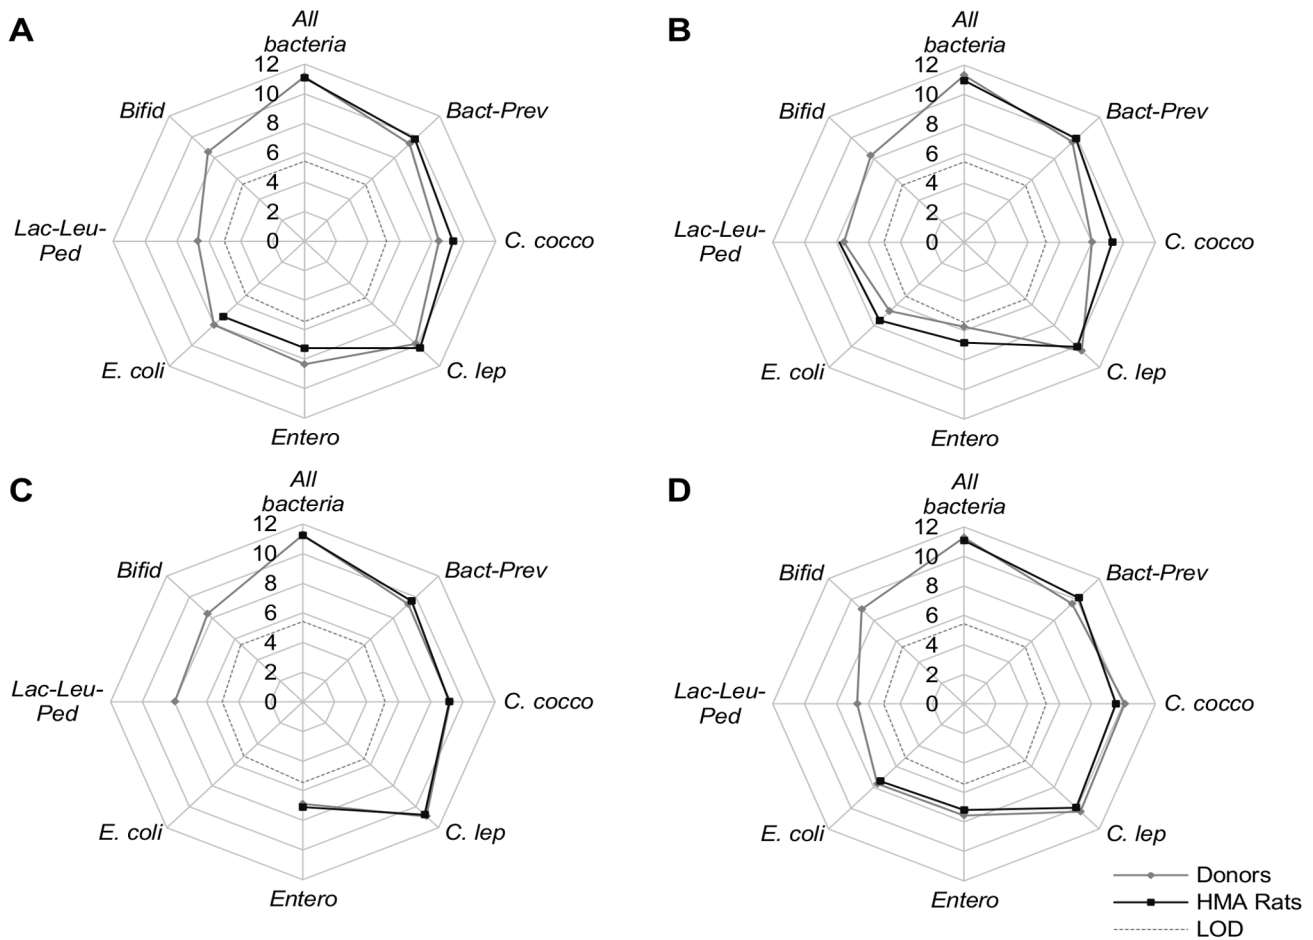 A
All
bacteria
12
10
8
6
4
2
0
Bifid
Bact-Prev
Lac-Leu-
Ped
C. cocco
E. coli
C. lep
Entero
B
All
bacteria
12
10
8
6
4
2
0
Bifid
Bact-Prev
Lac-Leu-
Ped
C. cocco
E. coli
C. lep
Entero
C
All
bacteria
12
10
8
6
4
2
0
Bifid
Bact-Prev
Lac-Leu-
Ped
C. cocco
E. coli
C. lep
Entero
D
All
bacteria
12
10
8
6
4
2
0
Bifid
Bact-Prev
Lac-Leu-
Ped
C. cocco
E. coli
C. lep
Entero
Donors
HMA Rats
LOD